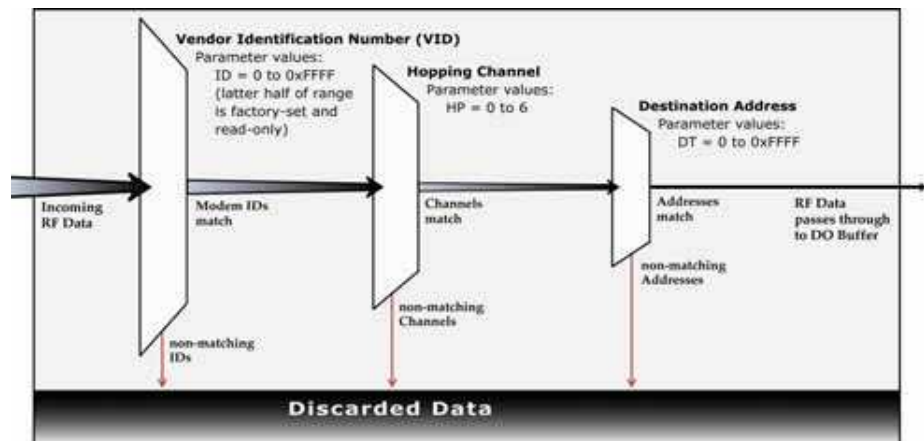 Vendor Identification Number (VID)
Parameter values:
ID = 0 to 0xFFFF
(latter half of range
is factory-set and
read-only)
Hopping Channel
Parameter values:
HP = 0 to 6
Destination Address
Parameter values:
DT = 0 to 0xFFFF
Incoming
RF Data
Modem IDs
match
Channels
match
Addresses
match
RF Data
passes through
to DO Buffer
non-matching
IDs
non-matching
Channels
non-matching
Addresses
Discarded Data